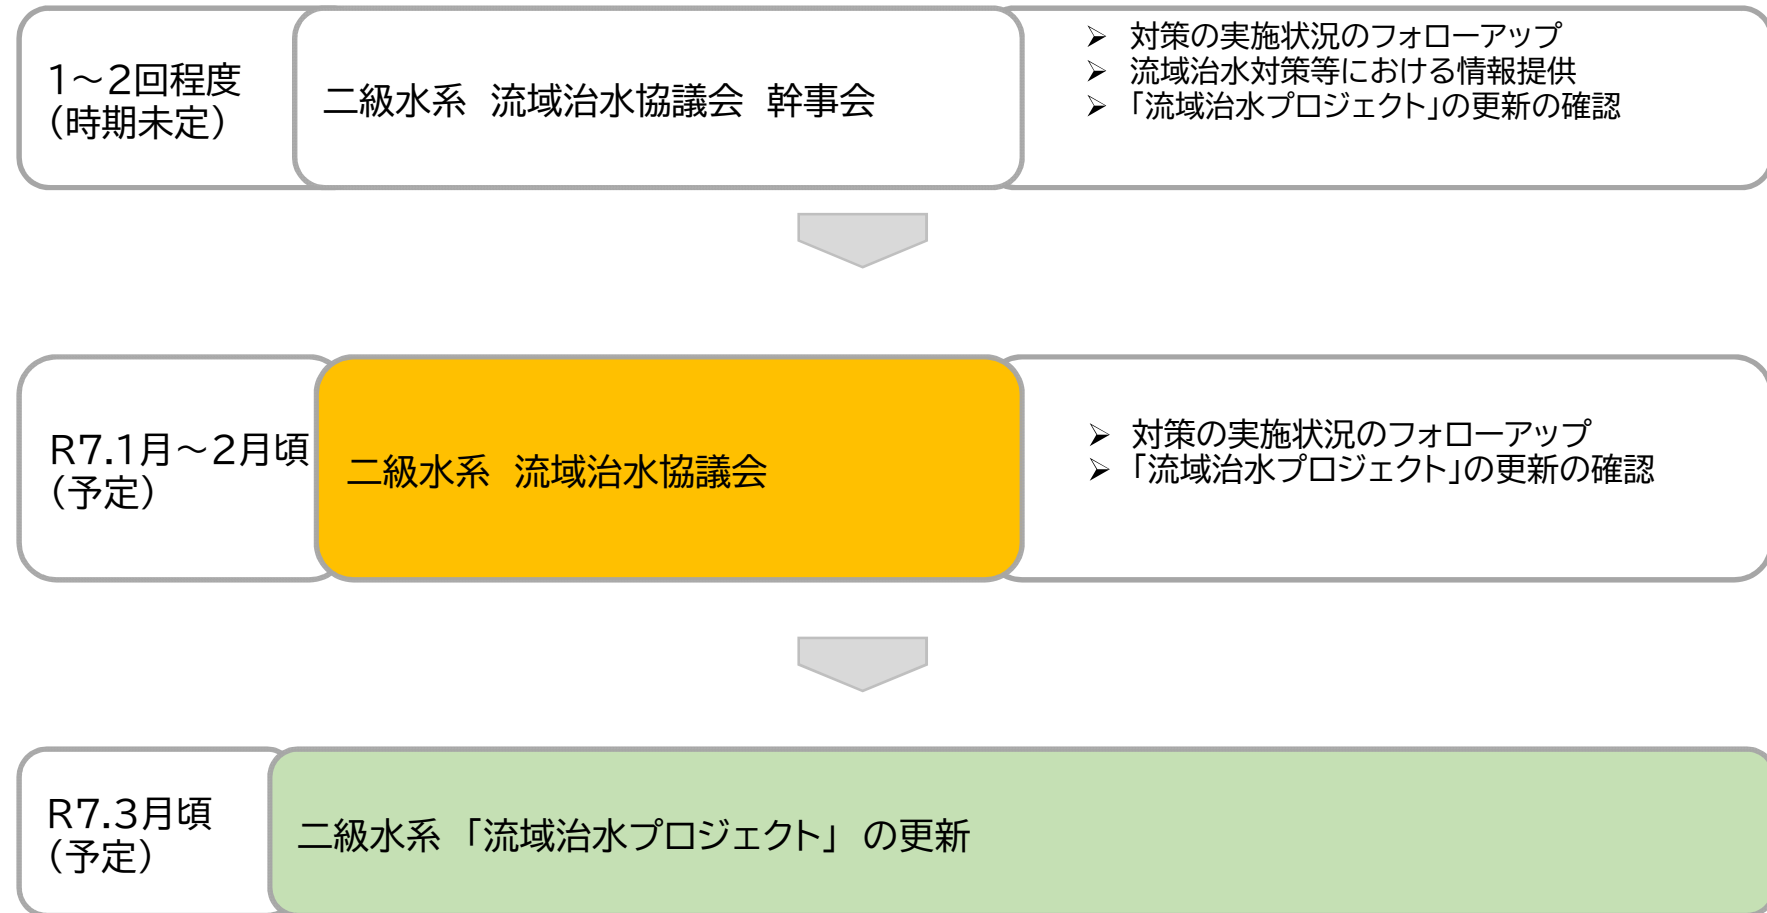 1～2回程度
(時期未定)
二級水系 流域治水協議会 幹事会
➢ 対策の実施状況のフォローアップ
➢ 流域治水対策等における情報提供
➢ 「流域治水プロジェクト」の更新の確認
R7.1月～2月頃
(予定)
二級水系 流域治水協議会
➢ 対策の実施状況のフォローアップ
➢ 「流域治水プロジェクト」の更新の確認
R7.3月頃
(予定)
二級水系 「流域治水プロジェクト」 の更新